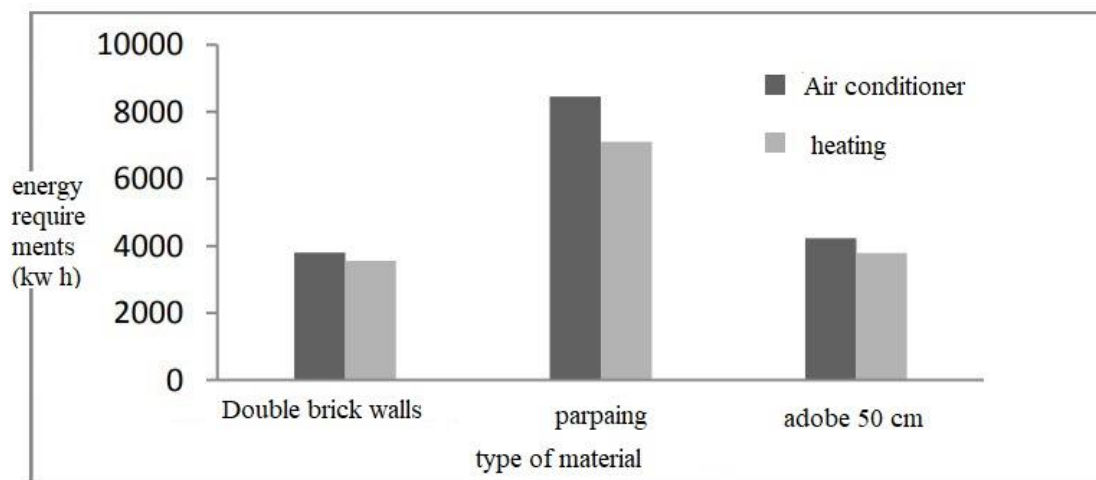 10000
8000
6000
4000
2000
0
energy
require
ments
(kw h)
Air conditioner
heating
Double brick walls
parpaing
adobe 50 cm
type of material